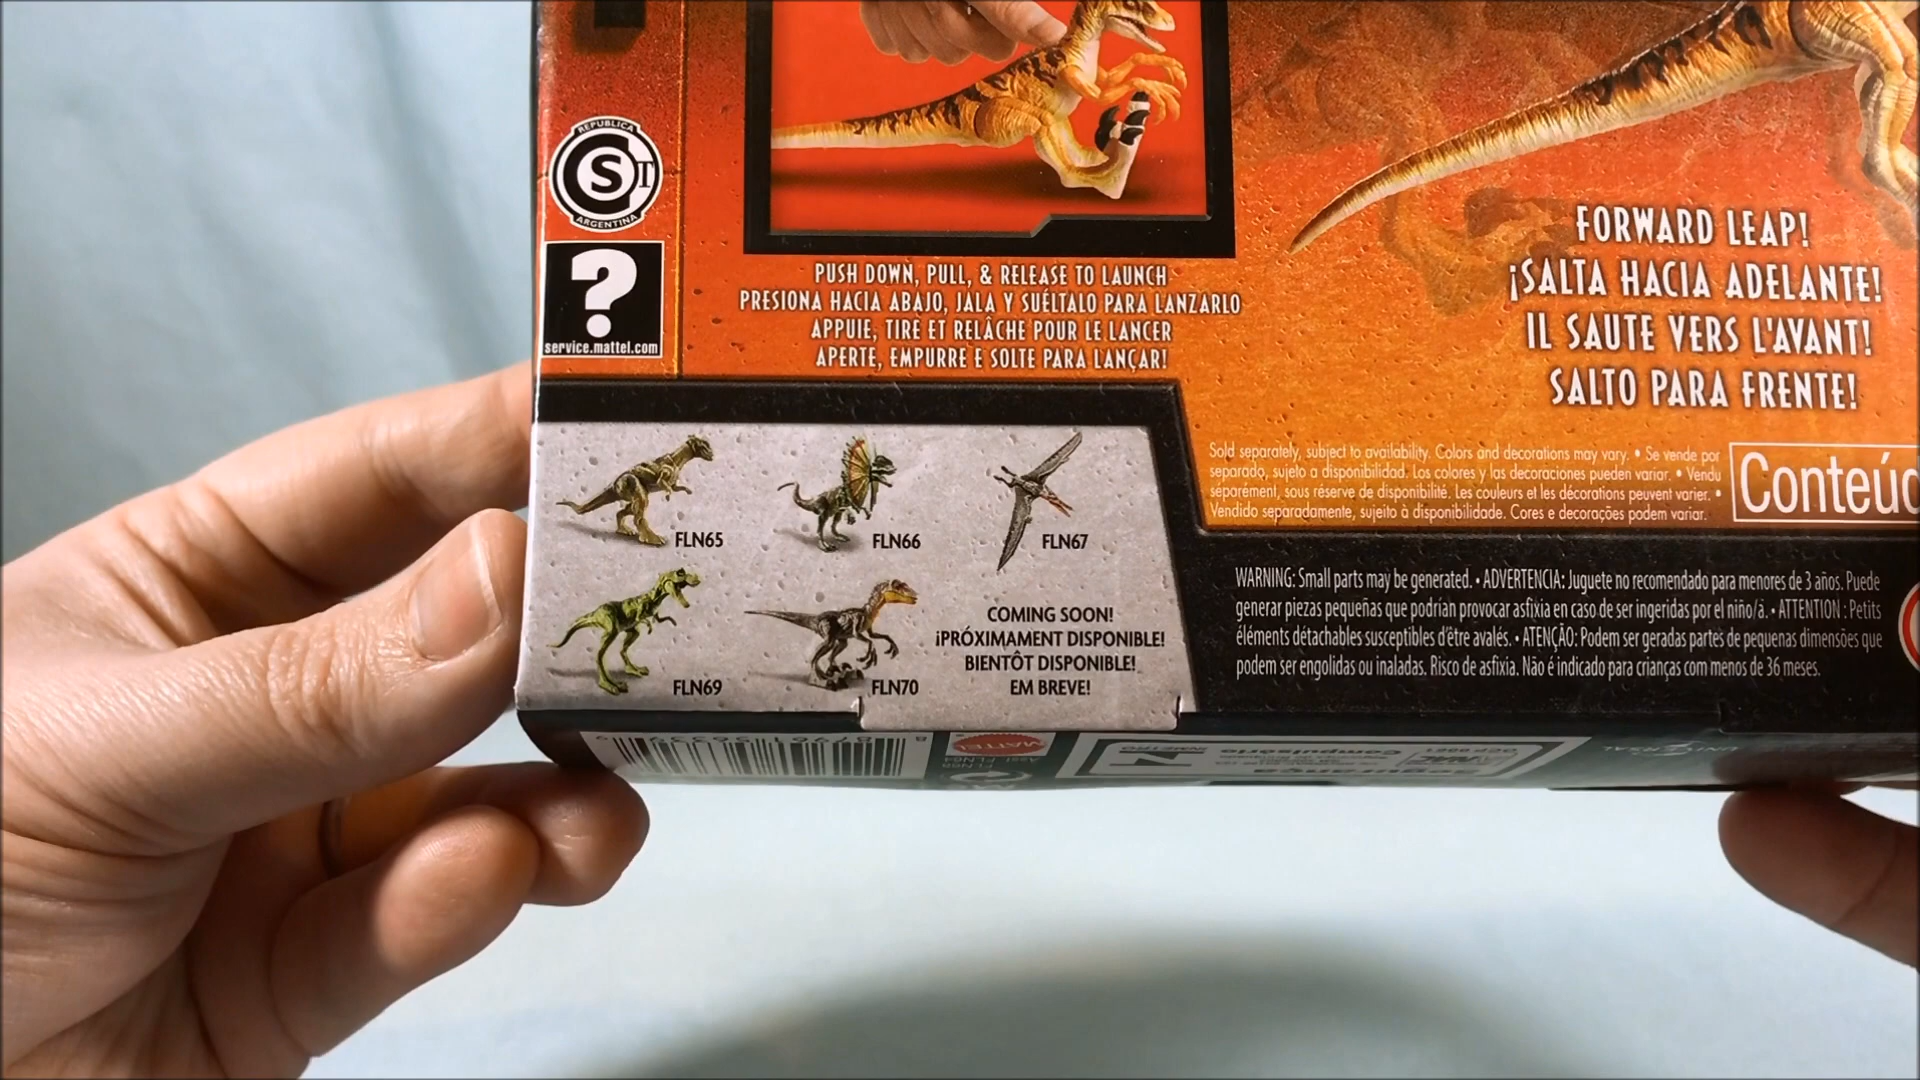 REPUBLICA
S
T
ARGENTINA
?
service.mattel.com
PUSH DOWN, PULL, & RELEASE TO LAUNCH
PRESIONA HACIA ABAJO, JALA Y SUÉLTALO PARA LANZARLO
APPUIE, TIRE ET RELÂCHE POUR LE LANCER
APERTE, EMPURRE E SOLTE PARA LANÇAR!
FORWARD LEAP!
¡SALTA HACIA ADELANTE!
IL SAUTE VERS L'AVANT!
SALTO PARA FRENTE!
Sold separately, subject to availability. Colors and decorations may vary. • Se vende por
separado, sujeto a disponibilidad. Los colores y las decoraciones pueden variar. • Vendu
separément, sous réserve de disponibilité. Les couleurs et les décorations peuvent varier. •
Vendido separadamente, sujeito à disponibilidade. Cores e decorações podem variar.
Conteúd
FLN65
FLN66
FLN67
FLN69
FLN70
COMING SOON!
¡PRÓXIMAMENT DISPONIBLE!
BIENTÔT DISPONIBLE!
EM BREVE!
WARNING: Small parts may be generated. • ADVERTENCIA: Juguete no recomendado para menores de 3 años. Puede
generar piezas pequeñas que podrían provocar asfixia en caso de ser ingeridas por el niño/a. • ATTENTION : Petits
éléments détachables susceptibles d'être avalés. • ATENÇÃO: Podem ser geradas partes de pequenas dimensões que
podem ser engolidas ou inaladas. Risco de asfixia. Não é indicado para crianças com menos de 36 meses.
MATTEL
Segurança
Compulsório
INMETRO
UNIVERSAL